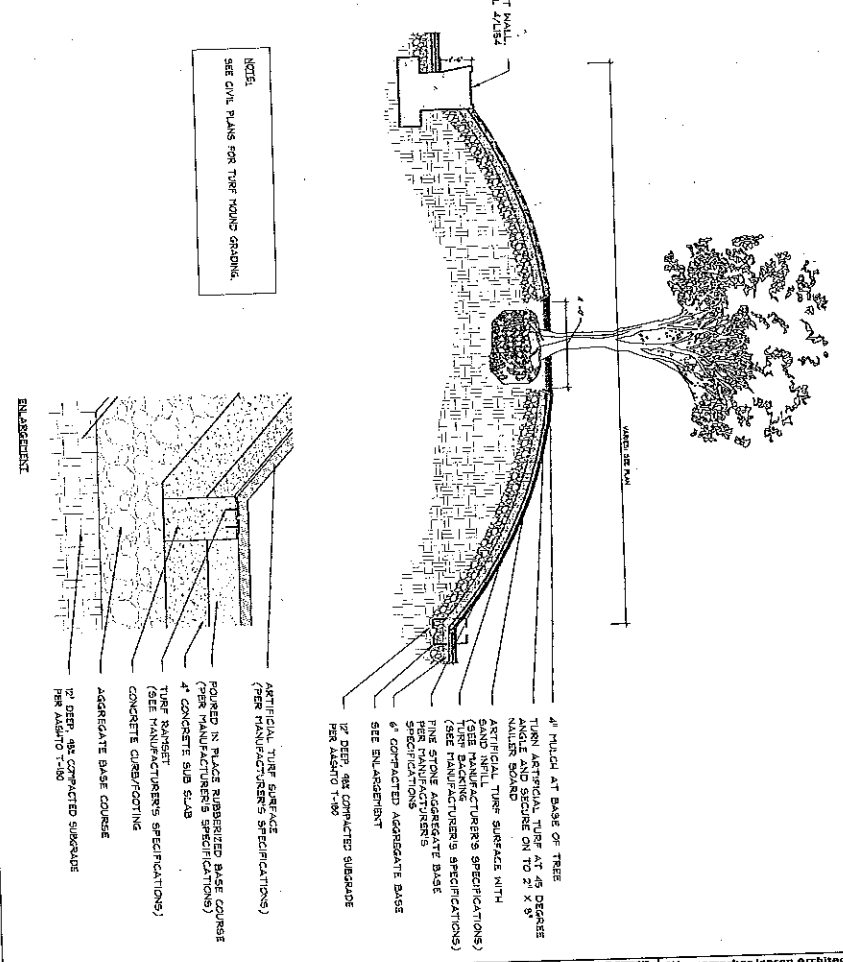 T WALL,
L 4/L154
VARIES: SEE PLAN
4" MULCH AT BASE OF TREE
TURN ARTIFICIAL TURF AT 45 DEGREE
ANGLE AND SECURE ON TO 2" X 8"
NAILER BOARD
ARTIFICIAL TURF SURFACE WITH
SAND INFILL
(SEE MANUFACTURER'S SPECIFICATIONS)
TURF BACKING
(SEE MANUFACTURER'S SPECIFICATIONS)
FINE STONE AGGREGATE BASE
PER MANUFACTURER'S
SPECIFICATIONS
6" COMPACTED AGGREGATE BASE
SEE ENLARGEMENT
12" DEEP, 98% COMPACTED SUBGRADE
PER AASHTO T-180
NOTE:
SEE CIVIL PLANS FOR TURF MOUND GRADING.
ARTIFICIAL TURF SURFACE
(PER MANUFACTURER'S SPECIFICATIONS)
POURED IN PLACE RUBBERIZED BASE COURSE
(PER MANUFACTURER'S SPECIFICATIONS)
4" CONCRETE SUB SLAB
TURF RAMSET
(SEE MANUFACTURER'S SPECIFICATIONS)
CONCRETE CURB/FOOTING
AGGREGATE BASE COURSE
12" DEEP, 98% COMPACTED SUBGRADE
PER AASHTO T-180
ENLARGEMENT